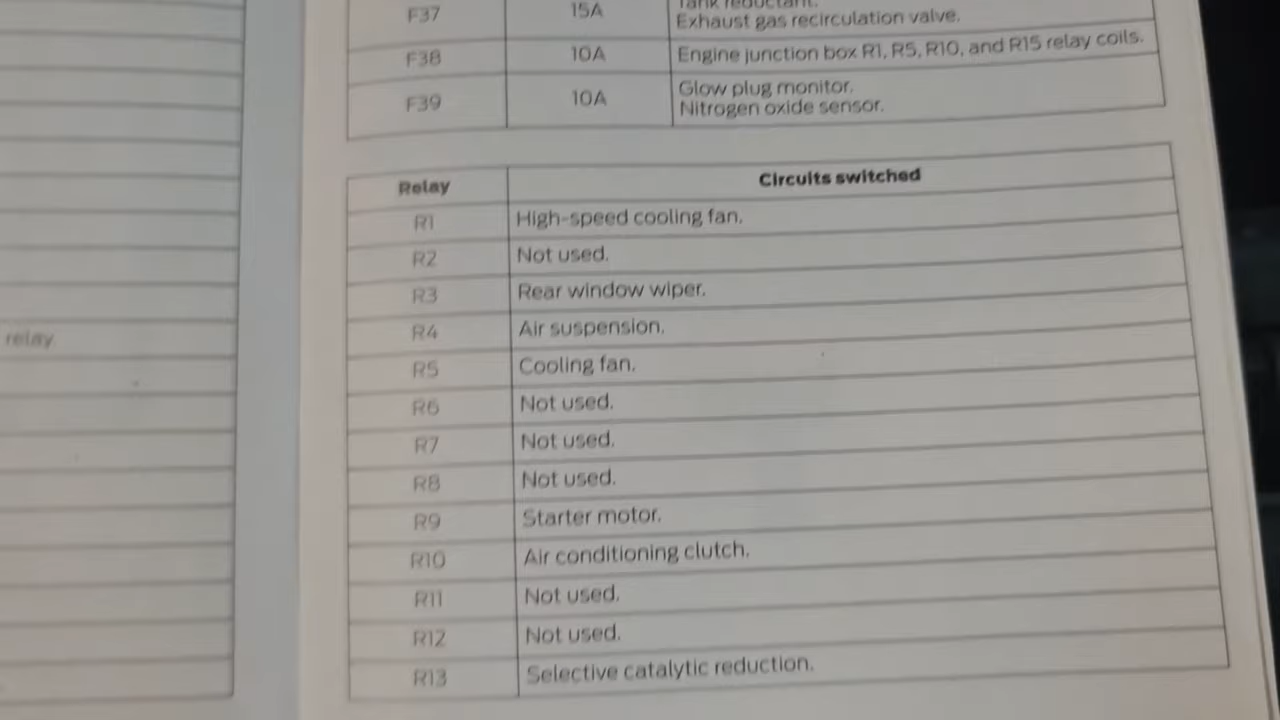 F37 15A Tank reductant.
Exhaust gas recirculation valve.
F38 10A Engine junction box R1, R5, R10, and R15 relay coils.
F39 10A Glow plug monitor.
Nitrogen oxide sensor.
relay
Relay Circuits switched
R1 High-speed cooling fan.
R2 Not used.
R3 Rear window wiper.
R4 Air suspension.
R5 Cooling fan.
R6 Not used.
R7 Not used.
R8 Not used.
R9 Starter motor.
R10 Air conditioning clutch.
R11 Not used.
R12 Not used.
R13 Selective catalytic reduction.